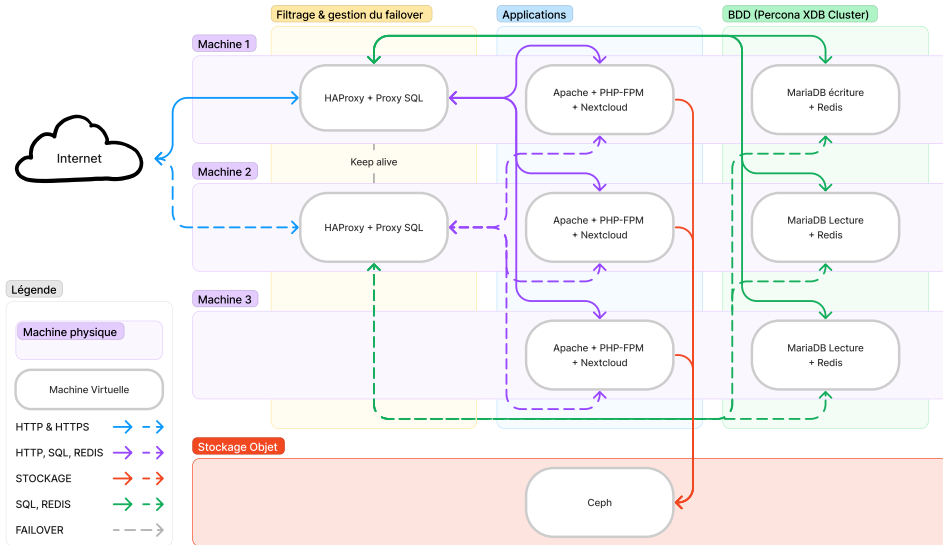 Filtrage & gestion du failover
Applications
BDD (Percona XDB Cluster)
Machine 1
HAProxy + Proxy SQL
Apache + PHP-FPM
+ Nextcloud
MariaDB écriture
+ Redis
Internet
Keep alive
Machine 2
HAProxy + Proxy SQL
Apache + PHP-FPM
+ Nextcloud
MariaDB Lecture
+ Redis
Machine 3
Apache + PHP-FPM
+ Nextcloud
MariaDB Lecture
+ Redis
Légende
Machine physique
Machine Virtuelle
HTTP & HTTPS
HTTP, SQL, REDIS
STOCKAGE
SQL, REDIS
FAILOVER
Stockage Objet
Ceph